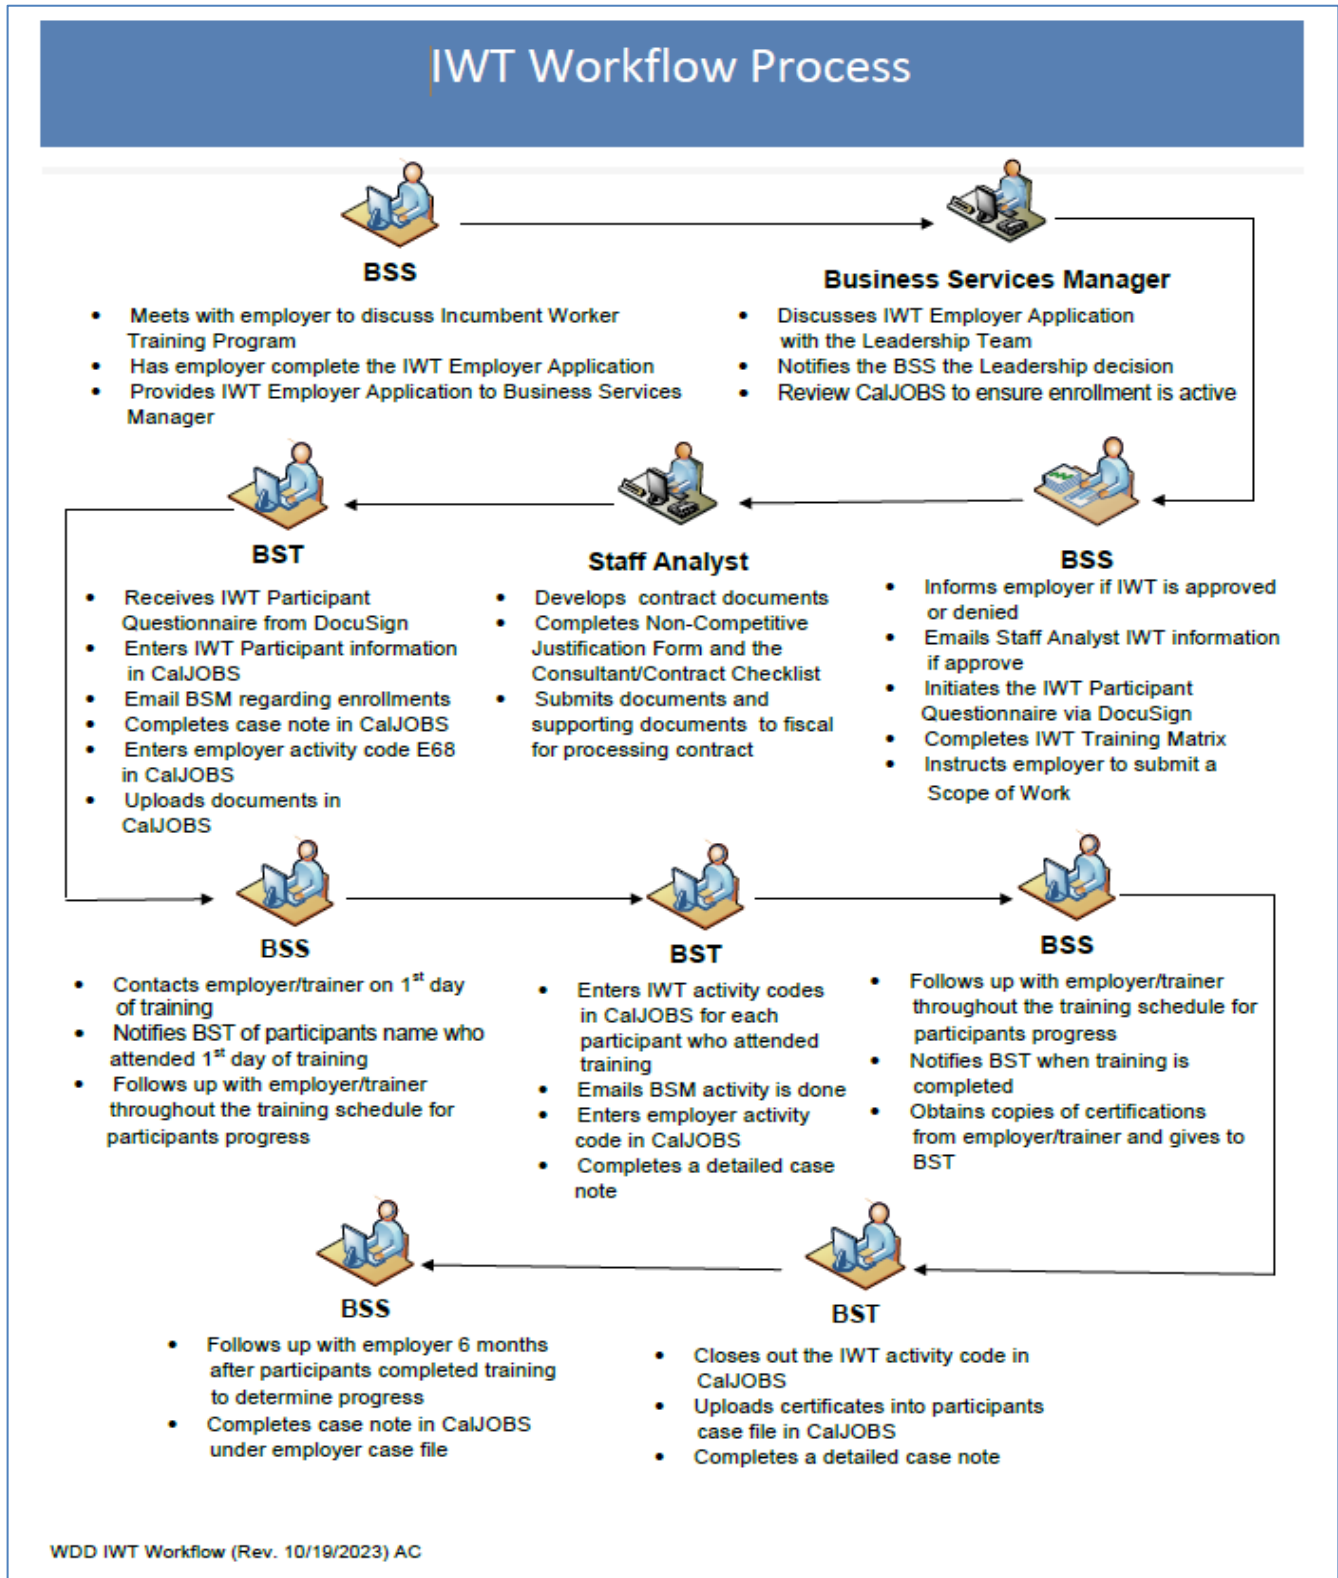 IWT Workflow Process
BSS
• Meets with employer to discuss Incumbent Worker
Training Program
• Has employer complete the IWT Employer Application
• Provides IWT Employer Application to Business Services
Manager
Business Services Manager
• Discusses IWT Employer Application
with the Leadership Team
• Notifies the BSS the Leadership decision
• Review CalJOBS to ensure enrollment is active
BSS
• Informs employer if IWT is approved
or denied
• Emails Staff Analyst IWT information
if approve
• Initiates the IWT Participant
Questionnaire via DocuSign
• Completes IWT Training Matrix
• Instructs employer to submit a
Scope of Work
Staff Analyst
• Develops contract documents
• Completes Non-Competitive
Justification Form and the
Consultant/Contract Checklist
• Submits documents and
supporting documents to fiscal
for processing contract
BST
• Receives IWT Participant
Questionnaire from DocuSign
• Enters IWT Participant information
in CalJOBS
• Email BSM regarding enrollments
• Completes case note in CalJOBS
• Enters employer activity code E68
in CalJOBS
• Uploads documents in
CalJOBS
BSS
• Contacts employer/trainer on 1st day
of training
• Notifies BST of participants name who
attended 1st day of training
• Follows up with employer/trainer
throughout the training schedule for
participants progress
BST
• Enters IWT activity codes
in CalJOBS for each
participant who attended
training
• Emails BSM activity is done
• Enters employer activity
code in CalJOBS
• Completes a detailed case
note
BSS
• Follows up with employer/trainer
throughout the training schedule for
participants progress
• Notifies BST when training is
completed
• Obtains copies of certifications
from employer/trainer and gives to
BST
BST
• Closes out the IWT activity code in
CalJOBS
• Uploads certificates into participants
case file in CalJOBS
• Completes a detailed case note
BSS
• Follows up with employer 6 months
after participants completed training
to determine progress
• Completes case note in CalJOBS
under employer case file
WDD IWT Workflow (Rev. 10/19/2023) AC